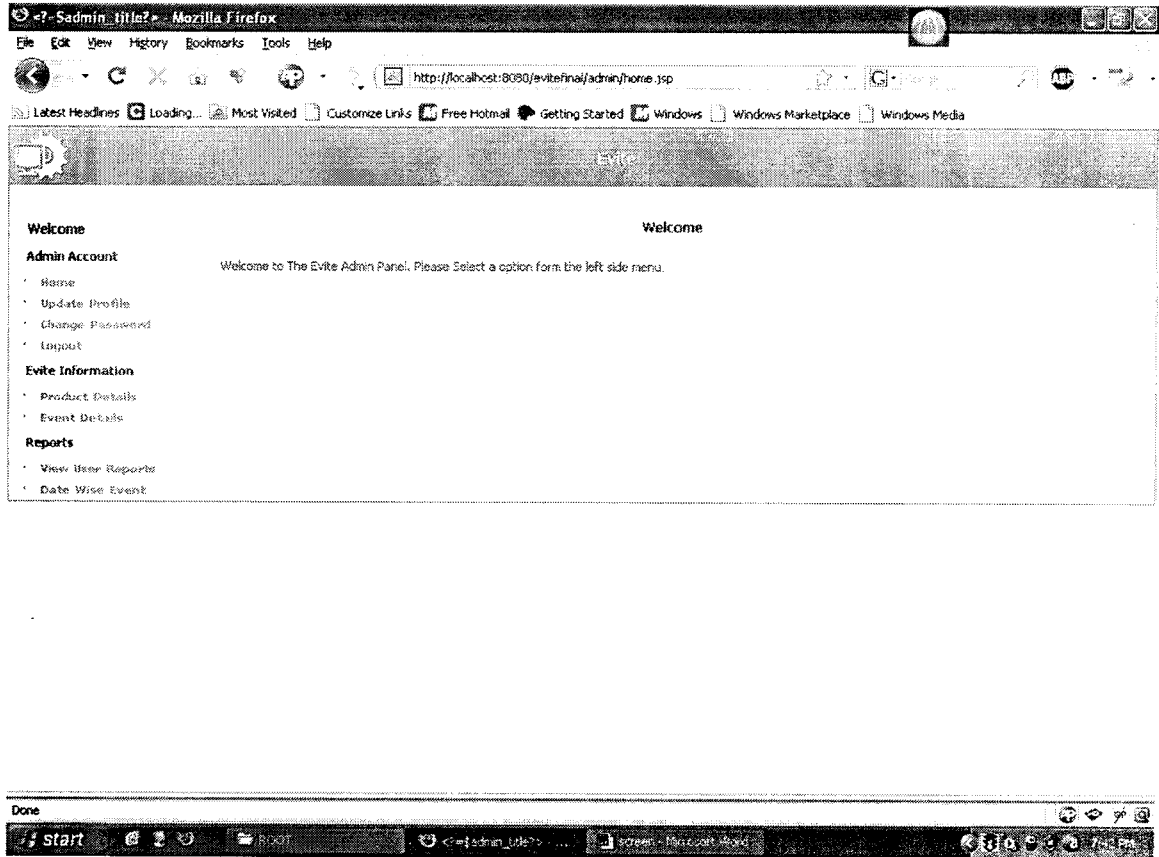 <?-$admin_title?> - Mozilla Firefox
File Edit View History Bookmarks Tools Help
http://localhost:8080/evitefinal/admin/home.jsp
Latest Headlines Loading... Most Visited Customize Links Free Hotmail Getting Started Windows Windows Marketplace Windows Media
Evite
Welcome
Welcome
Admin Account
Welcome to The Evite Admin Panel. Please Select a option form the left side menu.
Home
Update Profile
Change Password
Logout
Evite Information
Product Details
Event Details
Reports
View User Reports
Date Wise Event
Done
start
ROOT
<?=$admin_title?> - ...
screen - Microsoft Word
7:42 PM